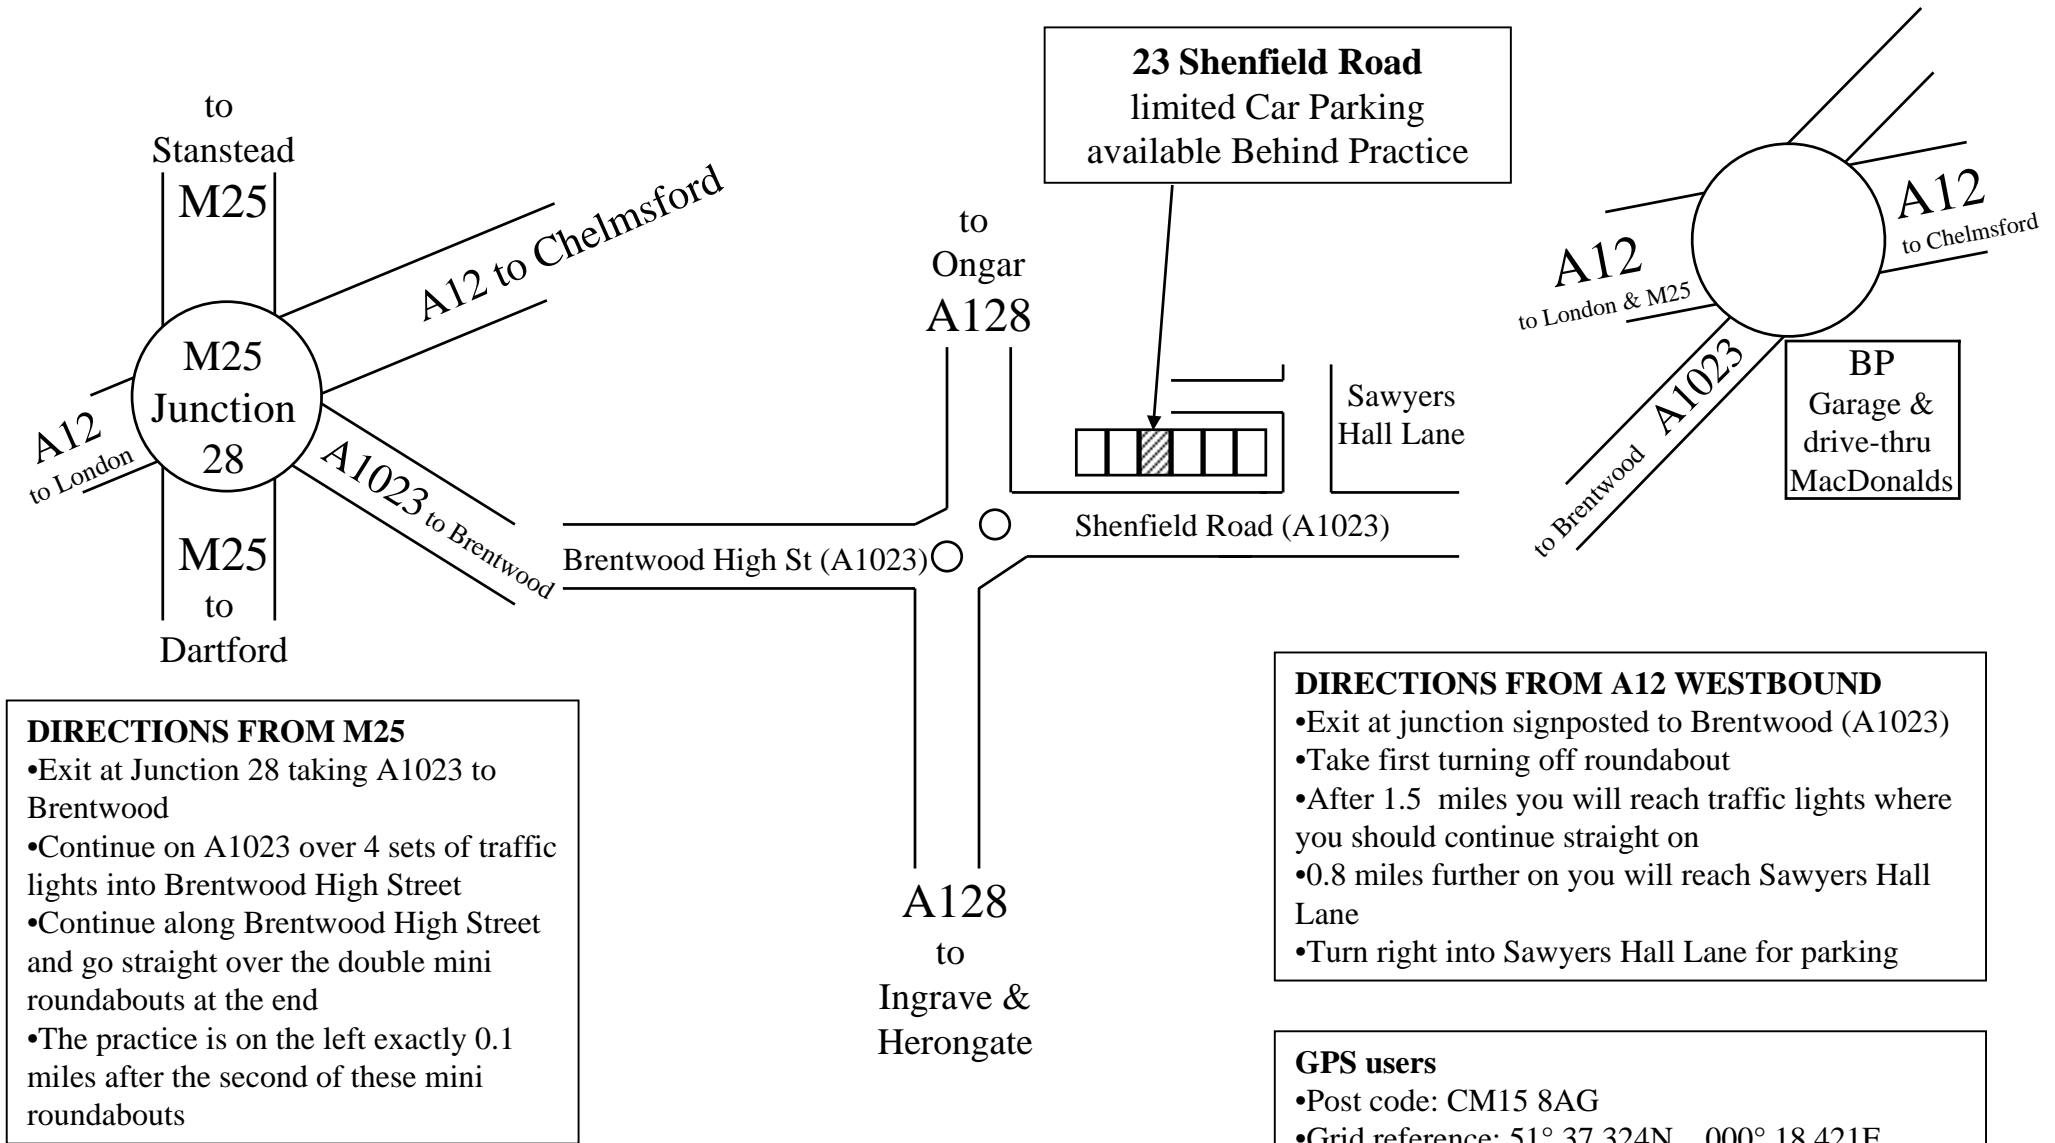 23 Shenfield Road
limited Car Parking
available Behind Practice
to
Stanstead
M25
A12 to Chelmsford
M25
Junction
28
A12
to London
A1023 to Brentwood
M25
to
Dartford
to
Ongar
A128
Sawyers
Hall Lane
Brentwood High St (A1023)
Shenfield Road (A1023)
A128
to
Ingrave &
Herongate
A12
to Chelmsford
A12
to London & M25
to Brentwood A1023
BP
Garage &
drive-thru
MacDonalds
DIRECTIONS FROM M25
•Exit at Junction 28 taking A1023 to
Brentwood
•Continue on A1023 over 4 sets of traffic
lights into Brentwood High Street
•Continue along Brentwood High Street
and go straight over the double mini
roundabouts at the end
•The practice is on the left exactly 0.1
miles after the second of these mini
roundabouts
DIRECTIONS FROM A12 WESTBOUND
•Exit at junction signposted to Brentwood (A1023)
•Take first turning off roundabout
•After 1.5 miles you will reach traffic lights where
you should continue straight on
•0.8 miles further on you will reach Sawyers Hall
Lane
•Turn right into Sawyers Hall Lane for parking
GPS users
•Post code: CM15 8AG
•Grid reference: 51° 37.324N 000° 18.421E